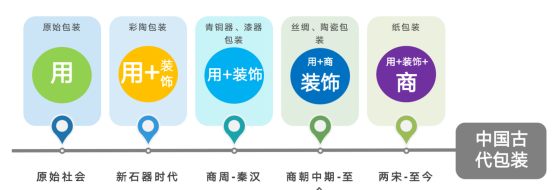 原始包装
彩陶包装
青铜器、漆器
包装
丝绸、陶瓷包
装
纸包装
用
用+装
饰
用+装饰
用+商
装饰
用+装饰+
商
中国古
代包装
原始社会
新石器时代
商周-秦汉
商朝中期-至
两宋-至今